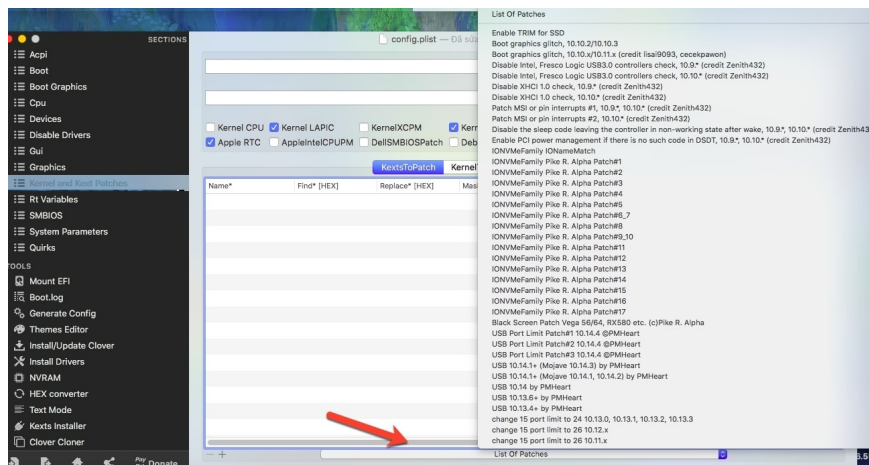 SECTIONS
Acpi
Boot
Boot Graphics
Cpu
Devices
Disable Drivers
Gui
Graphics
Kernel and Kext Patches
Rt Variables
SMBIOS
System Parameters
Quirks
TOOLS
Mount EFI
Boot.log
Generate Config
Themes Editor
Install/Update Clover
Install Drivers
NVRAM
HEX converter
Text Mode
Kexts Installer
Clover Cloner
Pay Donate
config.plist — Đã sửa
Kernel CPU Kernel LAPIC KernelXCPM Kern
Apple RTC AppleIntelCPUPM DellSMBIOSPatch Deb
KextsToPatch Kernel
Name* Find* [HEX] Replace* [HEX] Mas
List Of Patches
Enable TRIM for SSD
Boot graphics glitch, 10.10.2/10.10.3
Boot graphics glitch, 10.10.x/10.11.x (credit lisai9093, cecekpawon)
Disable Intel, Fresco Logic USB3.0 controllers check, 10.9.* (credit Zenith432)
Disable Intel, Fresco Logic USB3.0 controllers check, 10.10.* (credit Zenith432)
Disable XHCI 1.0 check, 10.9.* (credit Zenith432)
Disable XHCI 1.0 check, 10.10.* (credit Zenith432)
Patch MSI or pin interrupts #1, 10.9.*, 10.10.* (credit Zenith432)
Patch MSI or pin interrupts #2, 10.10.* (credit Zenith432)
Disable the sleep code leaving the controller in non-working state after wake, 10.9.*, 10.10.* (credit Zenith43
Enable PCI power management if there is no such code in DSDT, 10.9.*, 10.10.* (credit Zenith432)
IONVMeFamily IONameMatch
IONVMeFamily Pike R. Alpha Patch#1
IONVMeFamily Pike R. Alpha Patch#2
IONVMeFamily Pike R. Alpha Patch#3
IONVMeFamily Pike R. Alpha Patch#4
IONVMeFamily Pike R. Alpha Patch#5
IONVMeFamily Pike R. Alpha Patch#6_7
IONVMeFamily Pike R. Alpha Patch#8
IONVMeFamily Pike R. Alpha Patch#9_10
IONVMeFamily Pike R. Alpha Patch#11
IONVMeFamily Pike R. Alpha Patch#12
IONVMeFamily Pike R. Alpha Patch#13
IONVMeFamily Pike R. Alpha Patch#14
IONVMeFamily Pike R. Alpha Patch#15
IONVMeFamily Pike R. Alpha Patch#16
IONVMeFamily Pike R. Alpha Patch#17
Black Screen Patch Vega 56/64, RX580 etc. (c)Pike R. Alpha
USB Port Limit Patch#1 10.14.4 ©PMHeart
USB Port Limit Patch#2 10.14.4 ©PMHeart
USB Port Limit Patch#3 10.14.4 ©PMHeart
USB 10.14.1+ (Mojave 10.14.3) by PMHeart
USB 10.14.1+ (Mojave 10.14.1, 10.14.2) by PMHeart
USB 10.14 by PMHeart
USB 10.13.6+ by PMHeart
USB 10.13.4+ by PMHeart
change 15 port limit to 24 10.13.0, 10.13.1, 10.13.2, 10.13.3
change 15 port limit to 26 10.12.x
change 15 port limit to 26 10.11.x
List Of Patches